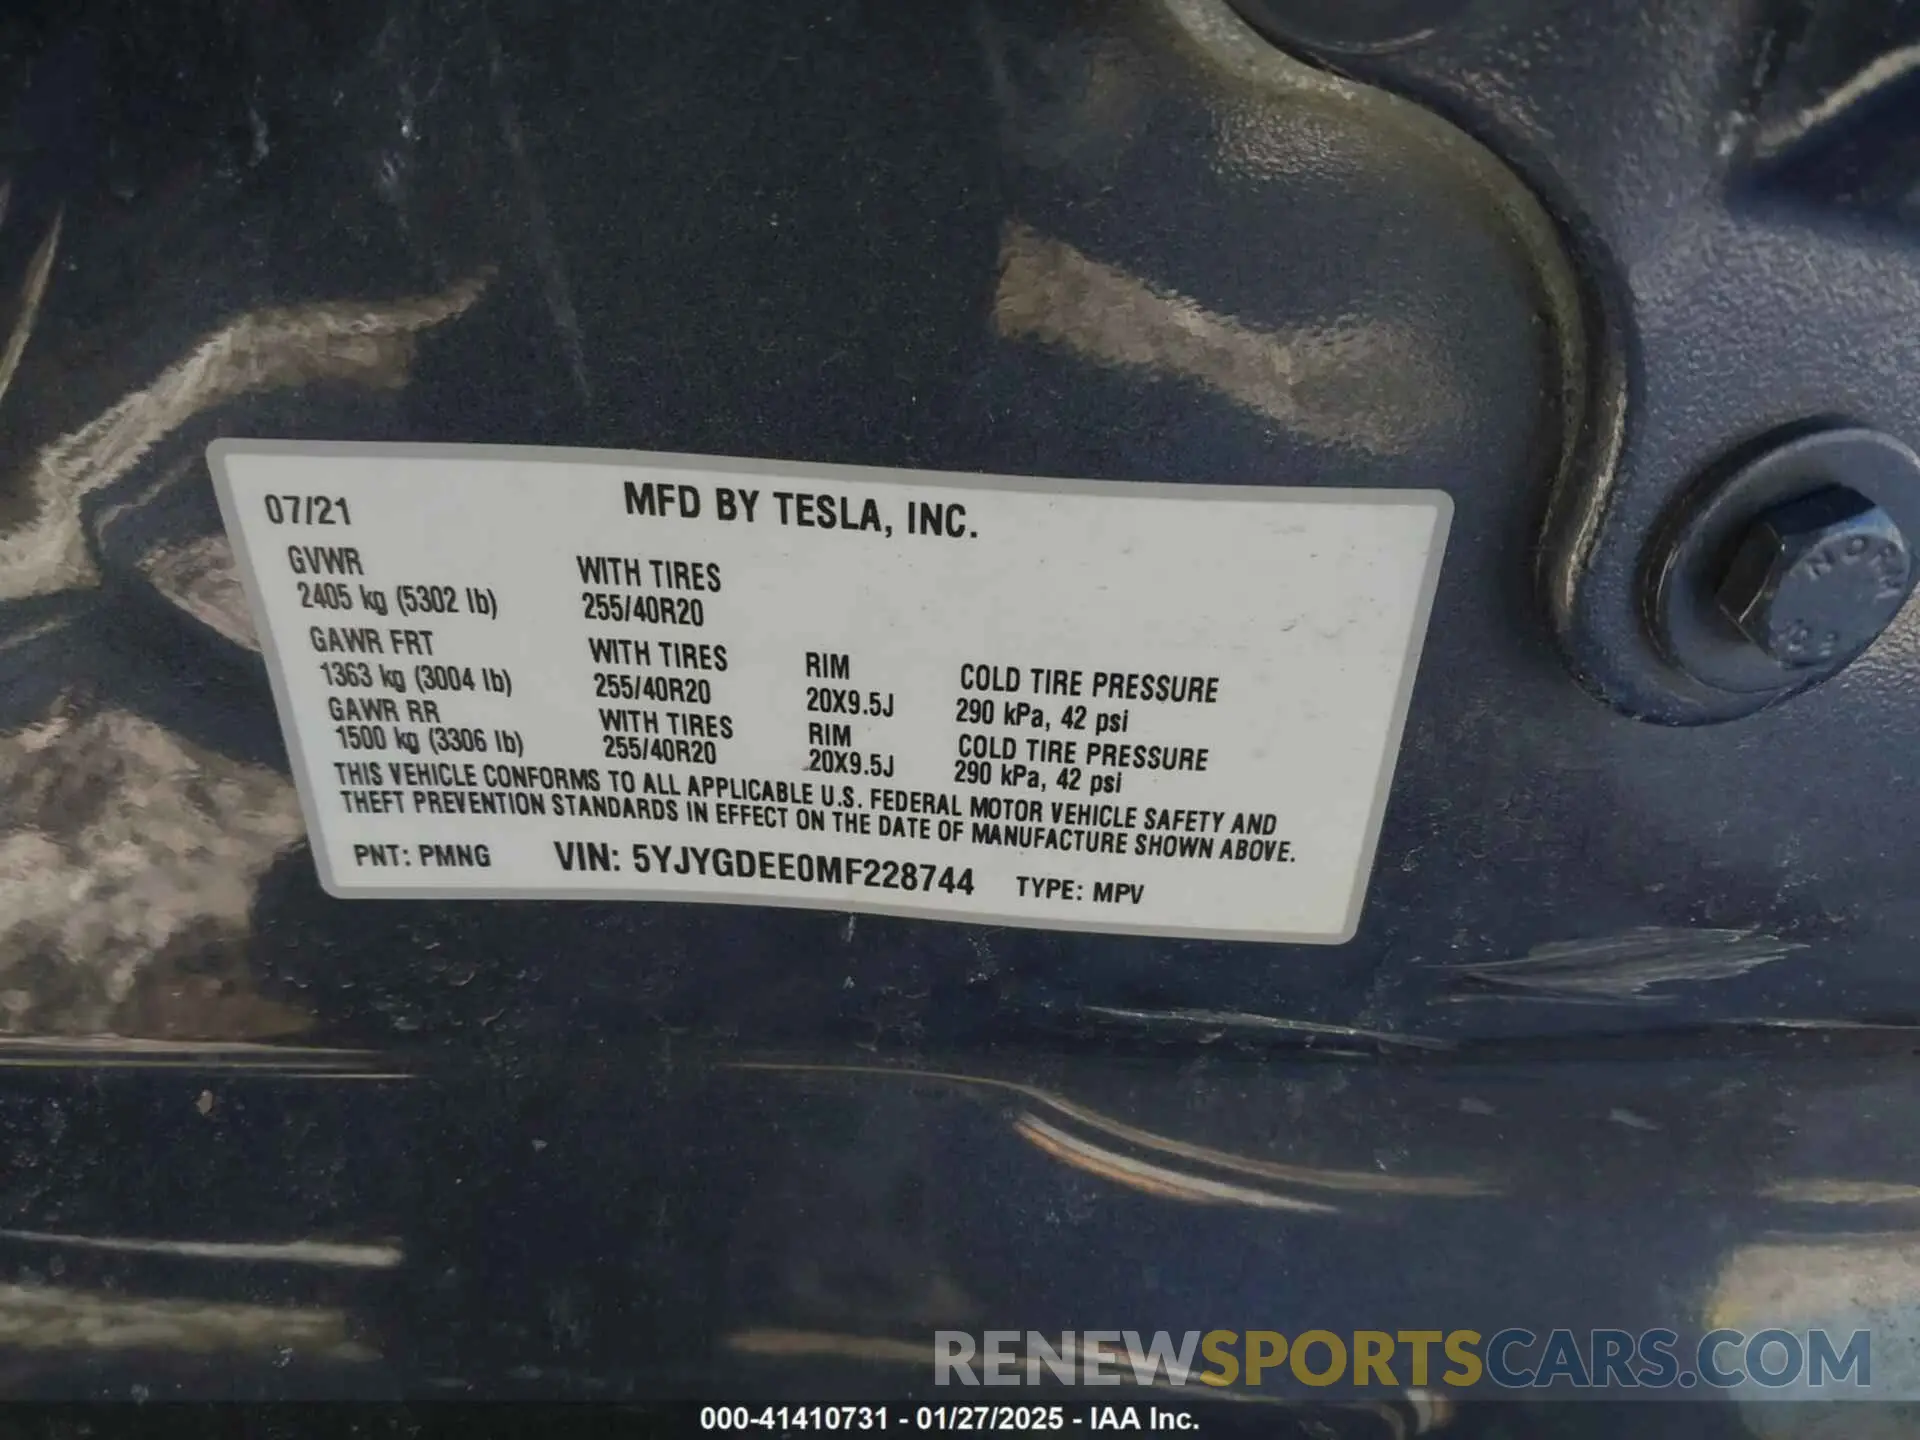 07/21 MFD BY TESLA, INC.
GVWR WITH TIRES
2405 kg (5302 lb) 255/40R20
GAWR FRT WITH TIRES RIM COLD TIRE PRESSURE
1363 kg (3004 lb) 255/40R20 20X9.5J 290 kPa, 42 psi
GAWR RR WITH TIRES RIM COLD TIRE PRESSURE
1500 kg (3306 lb) 255/40R20 20X9.5J 290 kPa, 42 psi
THIS VEHICLE CONFORMS TO ALL APPLICABLE U.S. FEDERAL MOTOR VEHICLE SAFETY AND
THEFT PREVENTION STANDARDS IN EFFECT ON THE DATE OF MANUFACTURE SHOWN ABOVE.
PNT: PMNG VIN: 5YJYGDEE0MF228744 TYPE: MPV
RENEWSPORTSCARS.COM
000-41410731 - 01/27/2025 - IAA Inc.